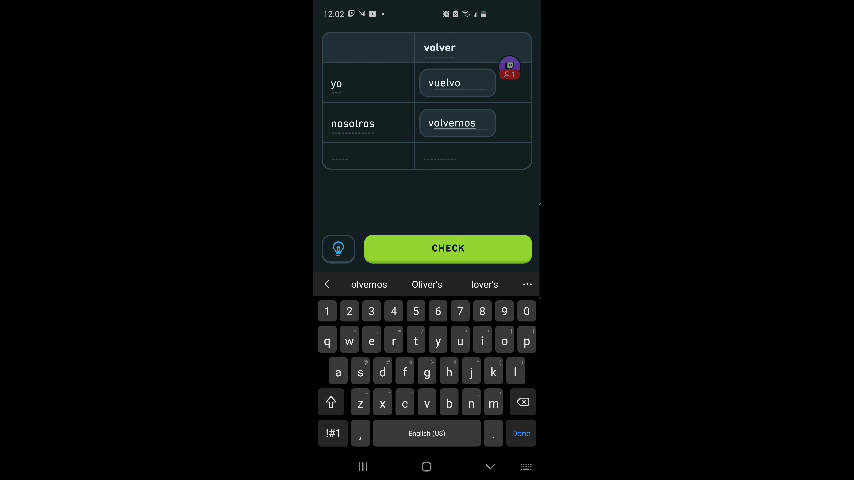 12.02
volver
1
yo
vuelvo
nosotros
volvemos
CHECK
olvemos Oliver's lover's
1 2 3 4 5 6 7 8 9 0
q w e r t y u i o p
a s d f g h j k l
z x c v b n m
!#1 , English (US) . Done